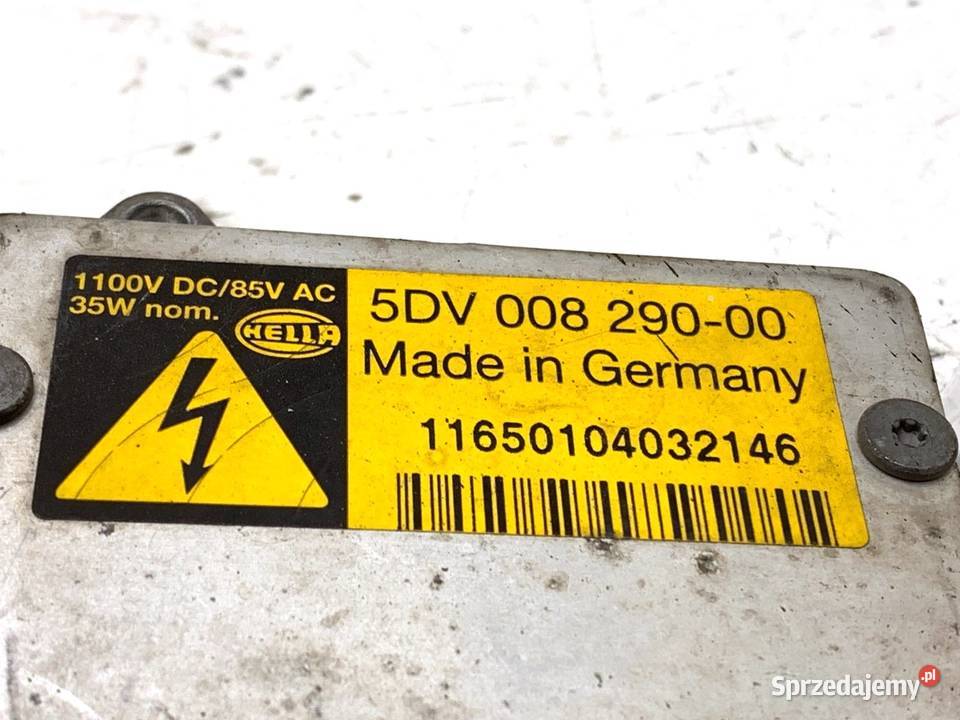 1100V DC/85V AC
35W nom.
HELLA
5DV 008 290-00
Made in Germany
11650104032146
Sprzedajemy.pl